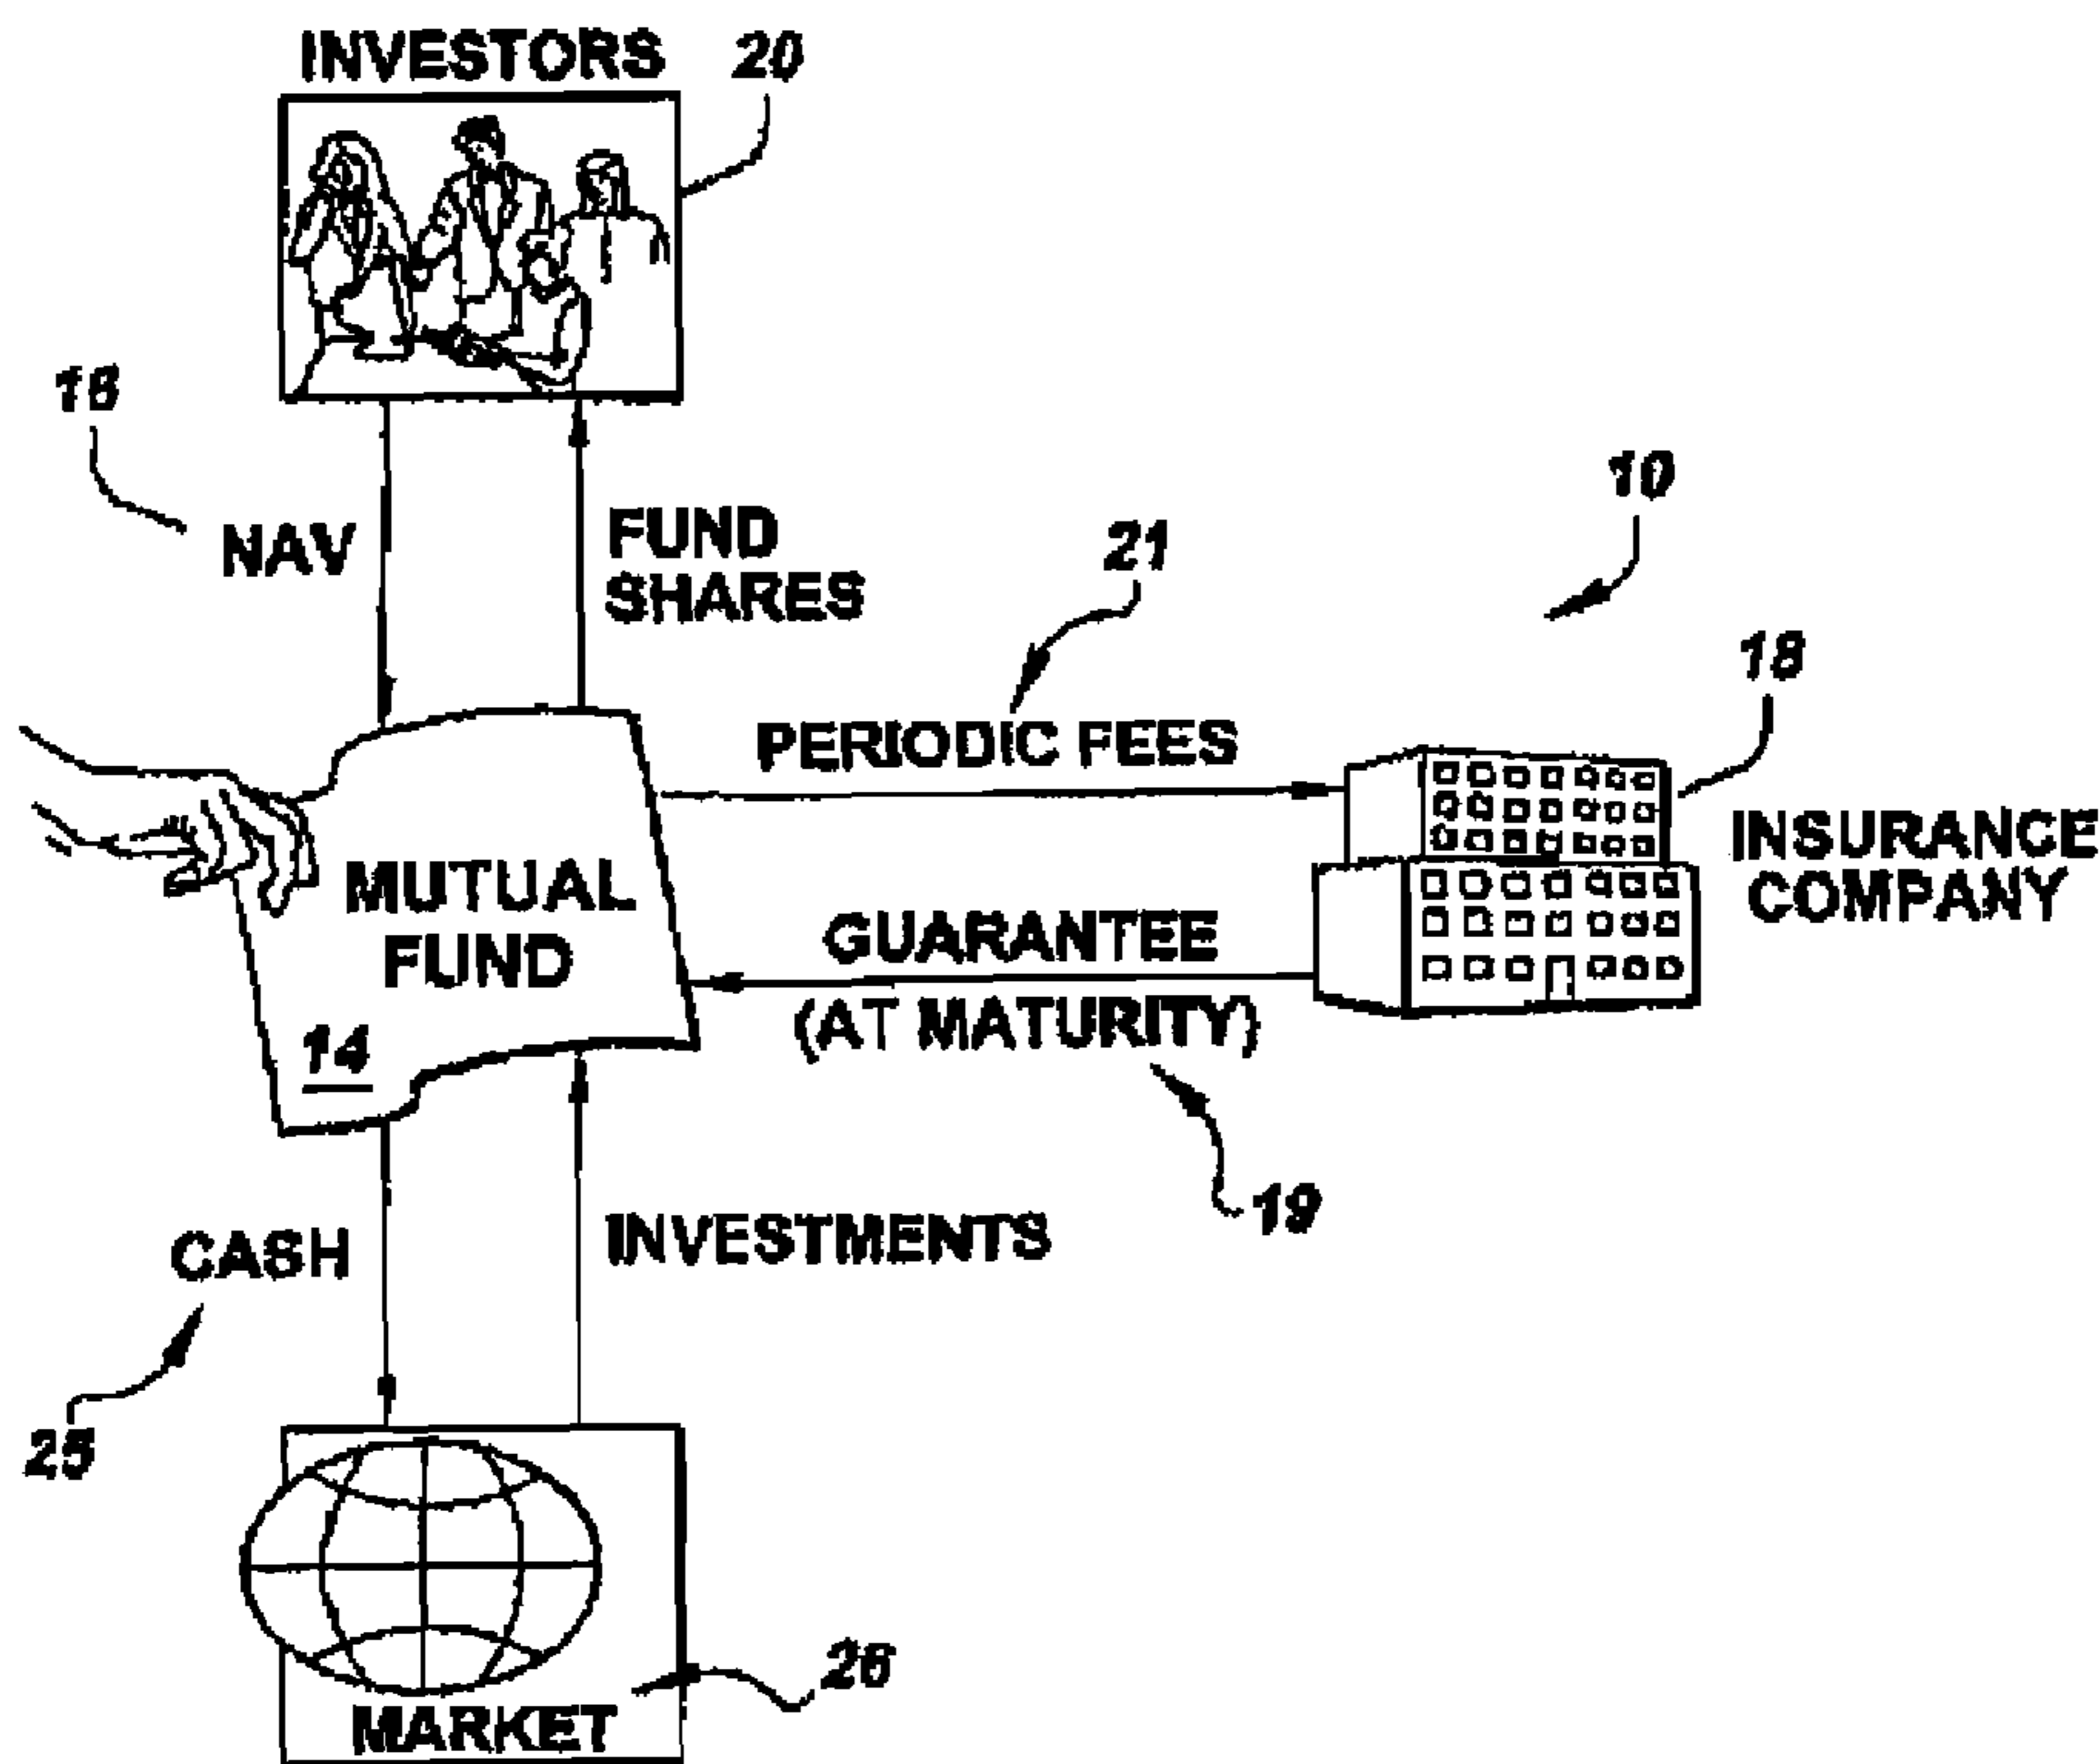 INVESTORS
20
16
NAV
FUND
SHARES
21
10
18
PERIODIC FEES
INSURANCE
COMPANY
MUTUAL
FUND
14
GUARANTEE
(AT MATURITY)
19
CASH
INVESTMENTS
25
26
MARKET